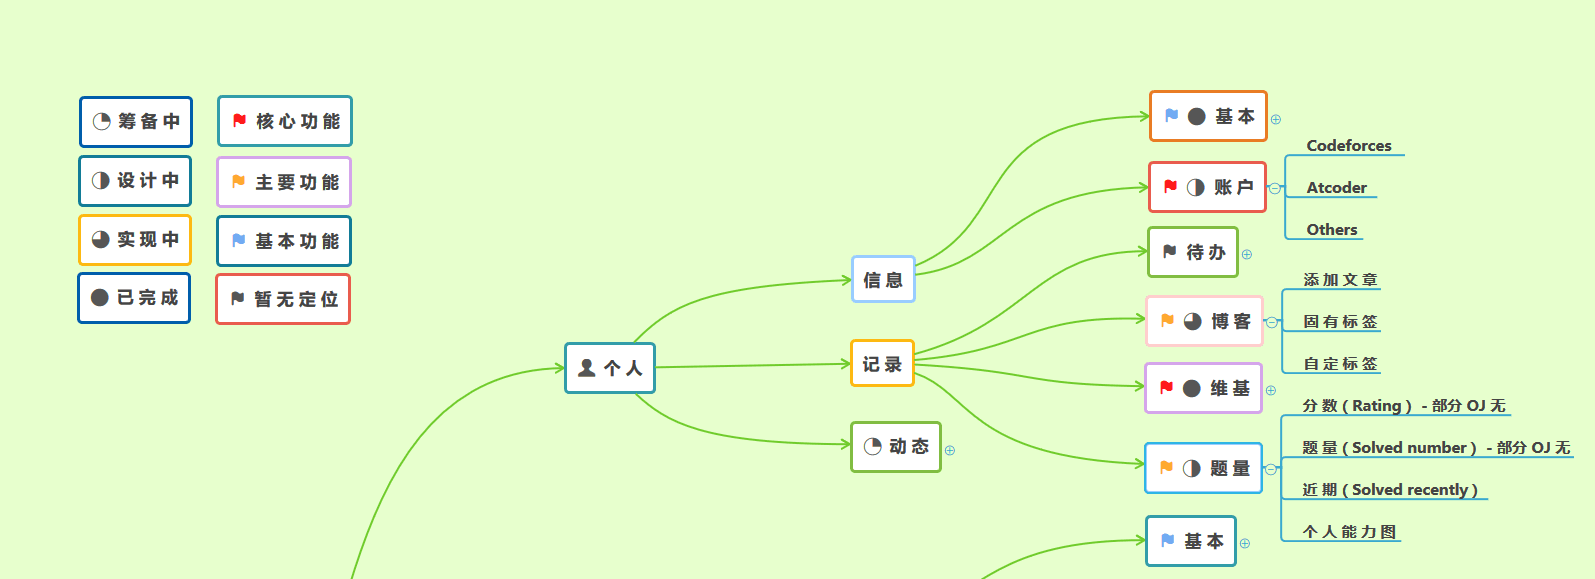 筹备中
核心功能
设计中
主要功能
实现中
基本功能
已完成
暂无定位
个人
信息
基本
账户
Codeforces
Atcoder
Others
记录
待办
博客
添加文章
固有标签
自定标签
维基
题量
分数（Rating） - 部分 OJ 无
题量（Solved number） - 部分 OJ 无
近期（Solved recently）
个人能力图
动态
基本